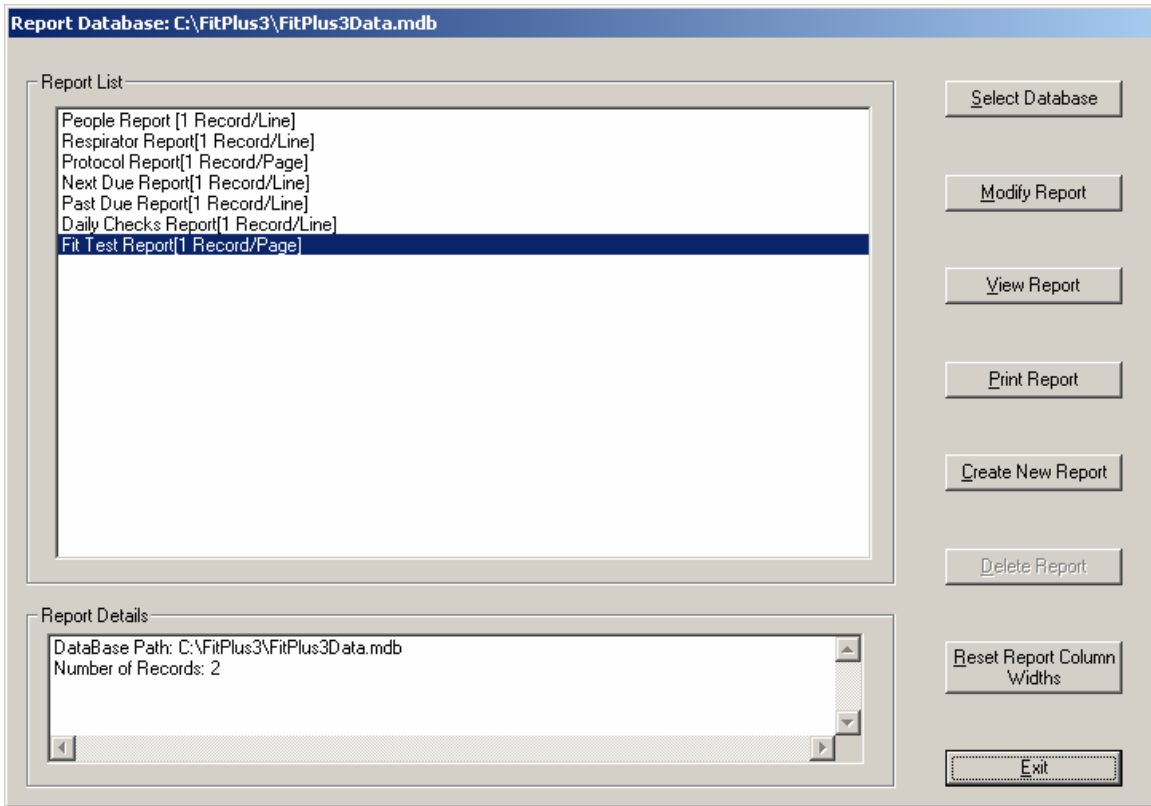 Report Database: C:\FitPlus3\FitPlus3Data.mdb
Report List
People Report [1 Record/Line]
Respirator Report[1 Record/Line]
Protocol Report[1 Record/Page]
Next Due Report[1 Record/Line]
Past Due Report[1 Record/Line]
Daily Checks Report[1 Record/Line]
Fit Test Report[1 Record/Page]
Report Details
DataBase Path: C:\FitPlus3\FitPlus3Data.mdb
Number of Records: 2
Select Database
Modify Report
View Report
Print Report
Create New Report
Delete Report
Reset Report Column
Widths
Exit